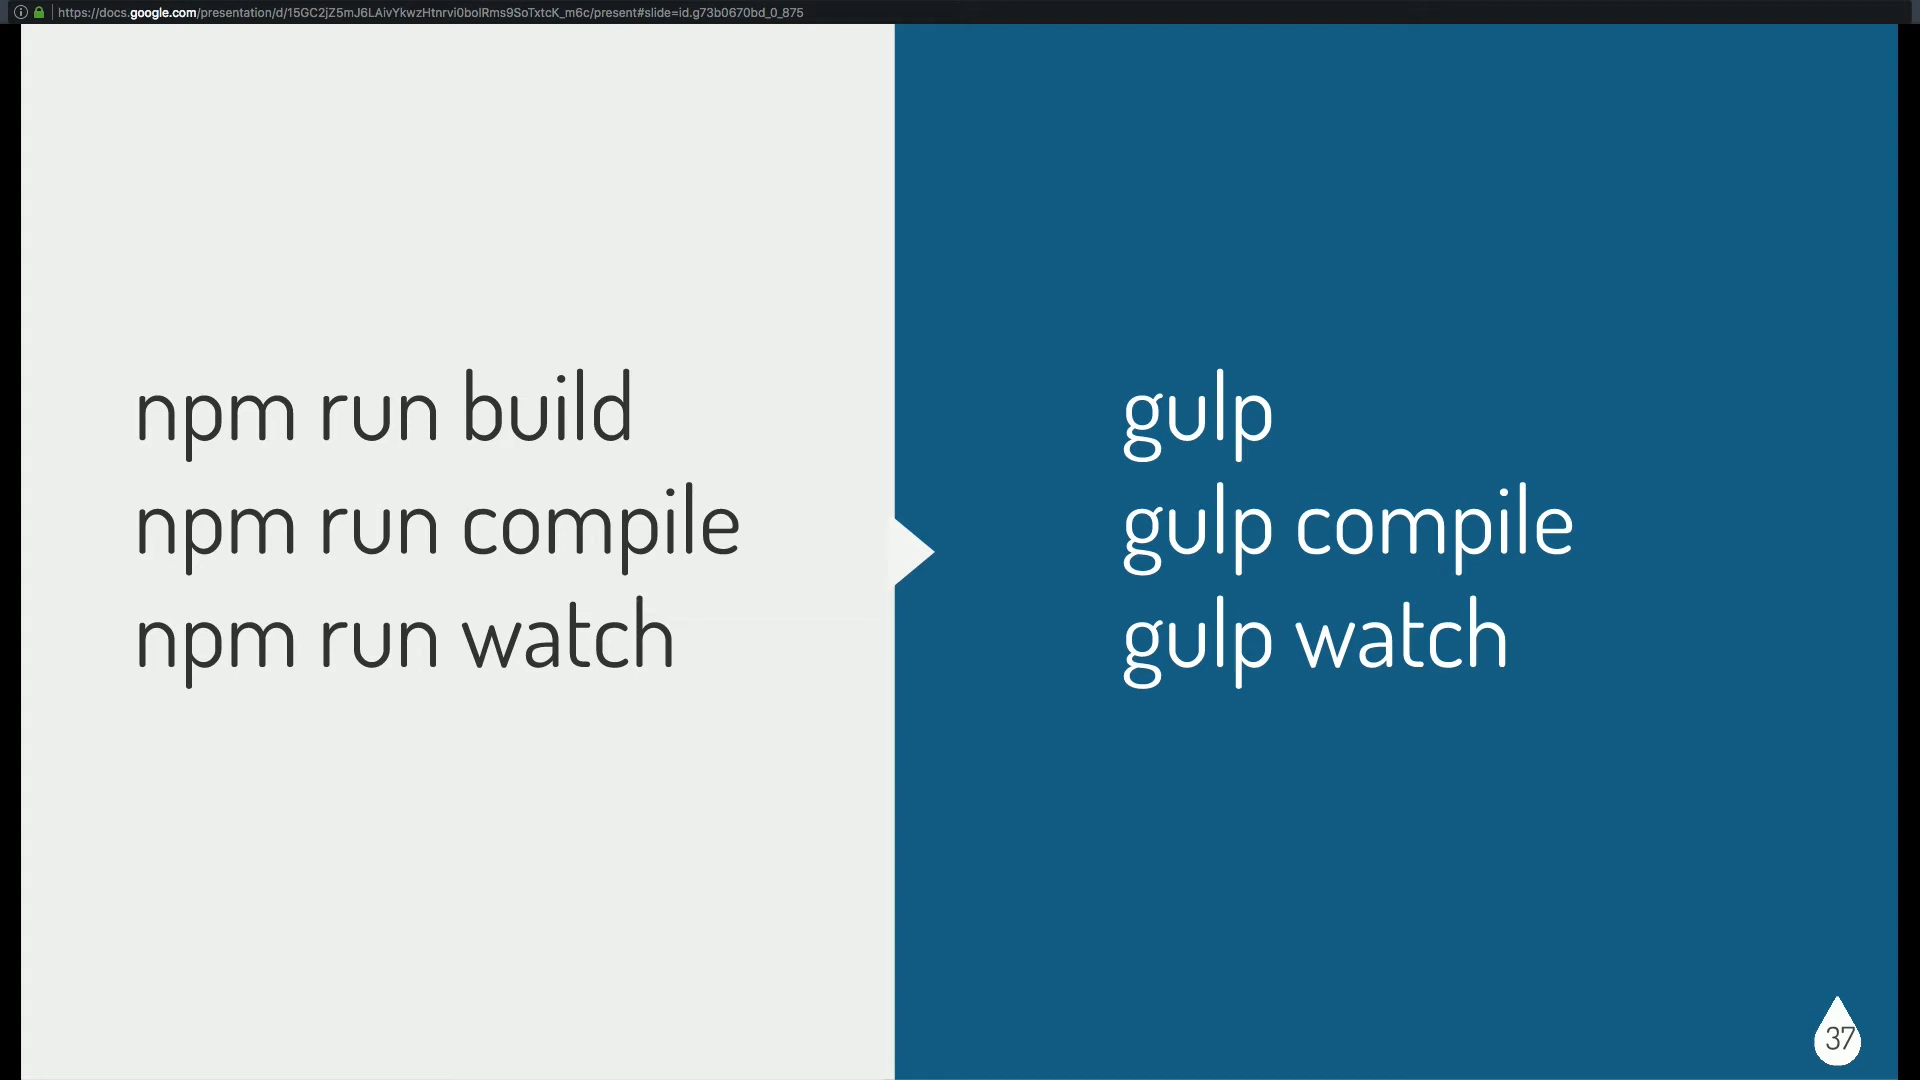 https://docs.google.com/presentation/d/15GC2jZ5mJ6LAivYkwzHtnrvi0bolRms9SoTxtcK_m6c/present#slide=id.g73b0670bd_0_875
npm run build
npm run compile
npm run watch
gulp
gulp compile
gulp watch
37